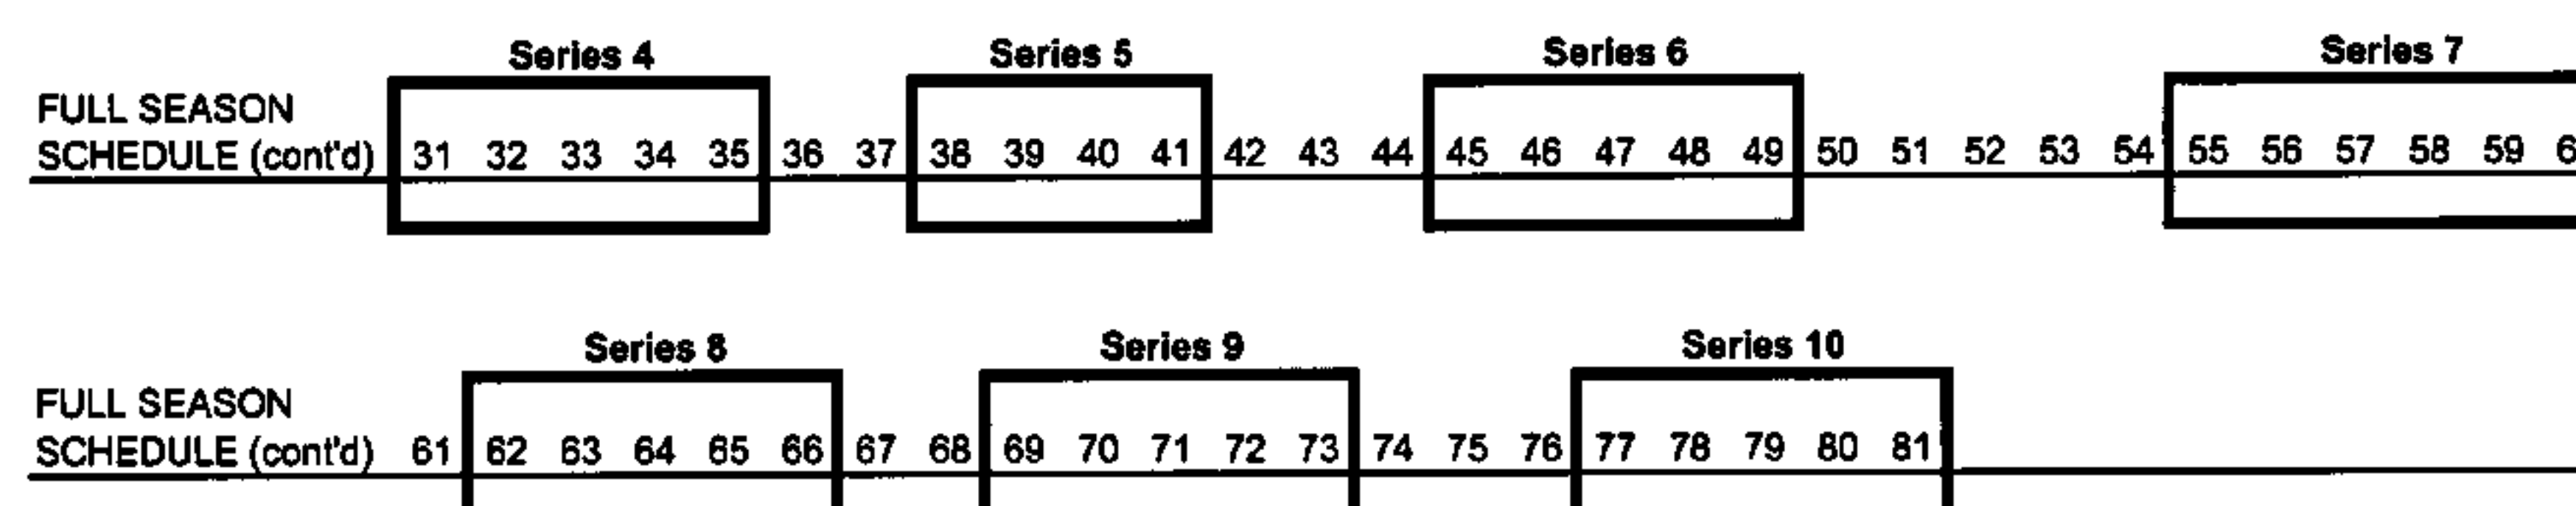 Series 4 Series 5 Series 6 Series 7
FULL SEASON
SCHEDULE (cont'd) 31 32 33 34 35 36 37 38 39 40 41 42 43 44 45 46 47 48 49 50 51 52 53 54 55 56 57 58 59 6
Series 8 Series 9 Series 10
FULL SEASON
SCHEDULE (cont'd) 61 62 63 64 65 66 67 68 69 70 71 72 73 74 75 76 77 78 79 80 81